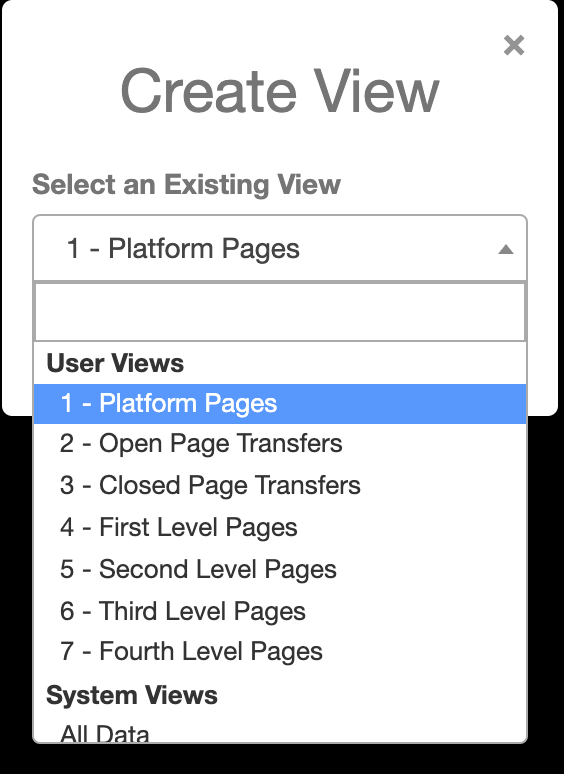 Create View
Select an Existing View
1 - Platform Pages
User Views
1 - Platform Pages
2 - Open Page Transfers
3 - Closed Page Transfers
4 - First Level Pages
5 - Second Level Pages
6 - Third Level Pages
7 - Fourth Level Pages
System Views
All Data